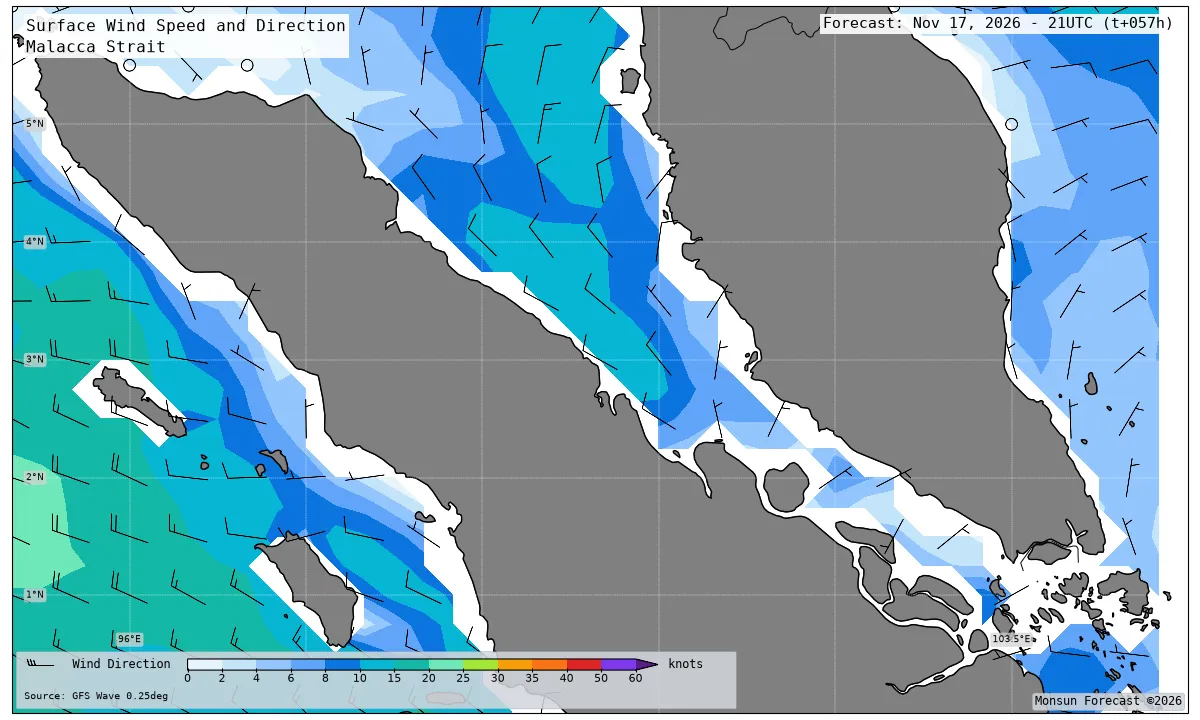 Surface Wind Speed and Direction
Malacca Strait
Forecast: Nov 17, 2026 - 21UTC (t+057h)
5°N
4°N
3°N
2°N
1°N
96°E
103.5°E
Wind Direction
knots
0 2 4 6 8 10 15 20 25 30 35 40 50 60
Source: GFS Wave 0.25deg
Monsun Forecast ©2026